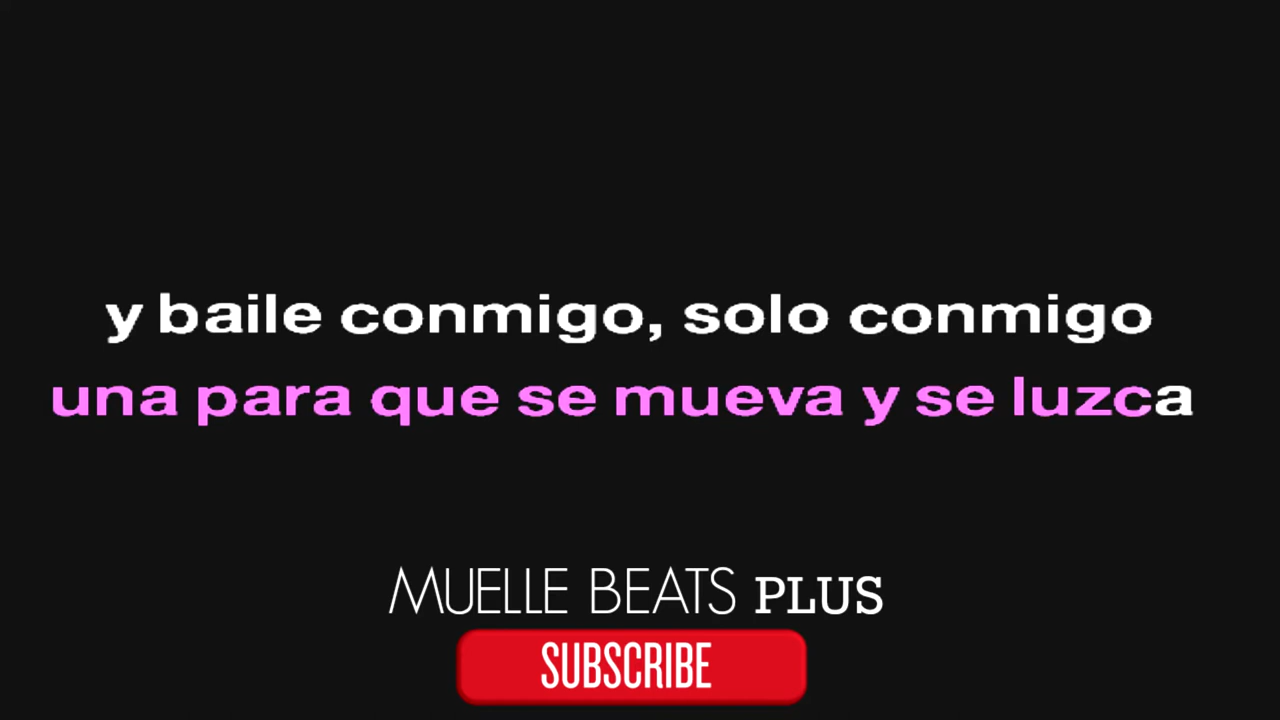 y baile conmigo, solo conmigo
una para que se mueva y se luzca
MUELLE BEATS PLUS
SUBSCRIBE